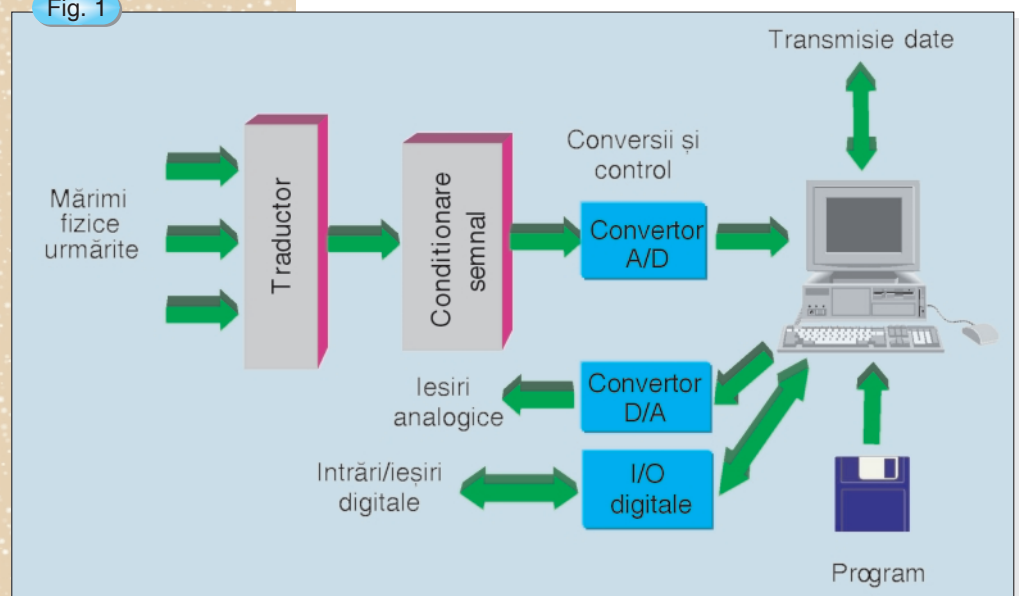 Fig. 1
Transmisie date
Conversii și
control
Mărimi
fizice
urmărite
Traductor
Conditionare
semnal
Convertor
A/D
Iesiri
analogice
Convertor
D/A
Intrări/ieșiri
digitale
I/O
digitale
Program